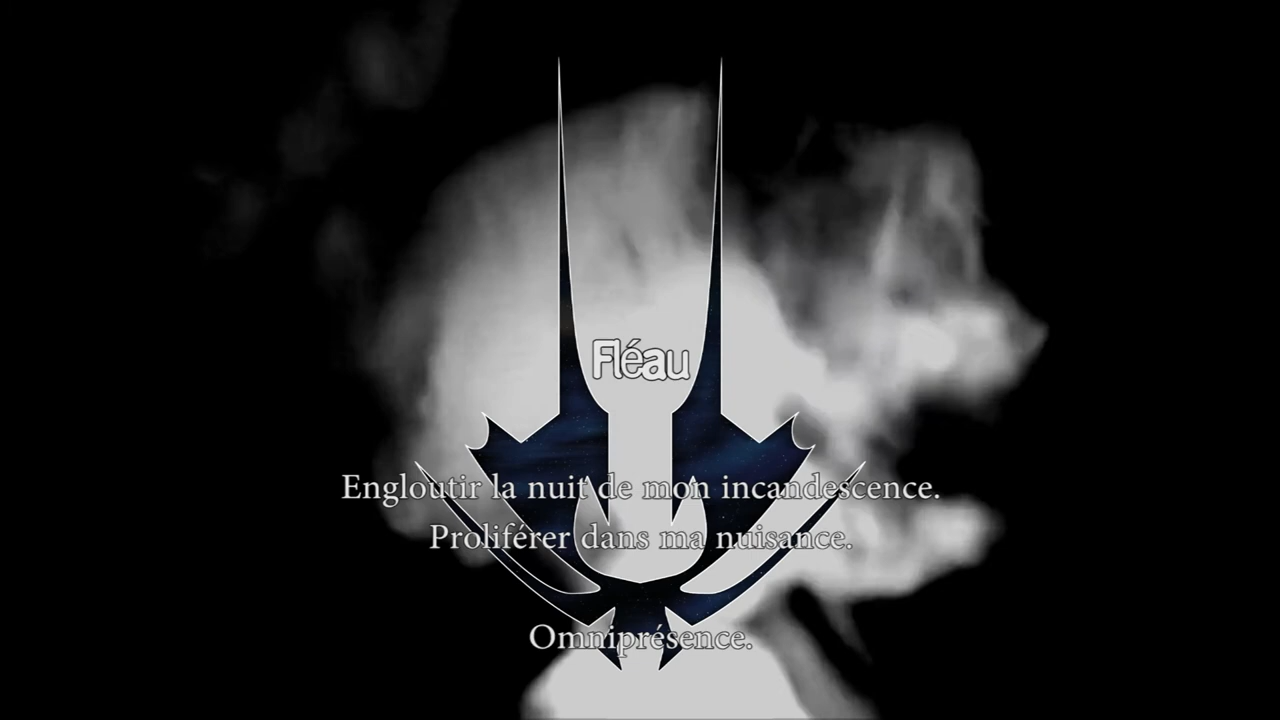 Fléau
Engloutir la nuit de mon incandescence.
Proliférer dans ma nuisance.
Omniprésence.